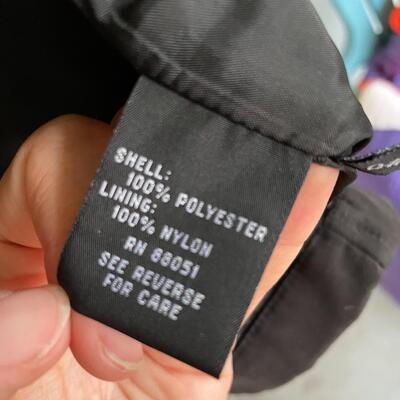 SHELL:
100% POLYESTER
LINING:
100% NYLON
RN 88051
SEE REVERSE
FOR CARE